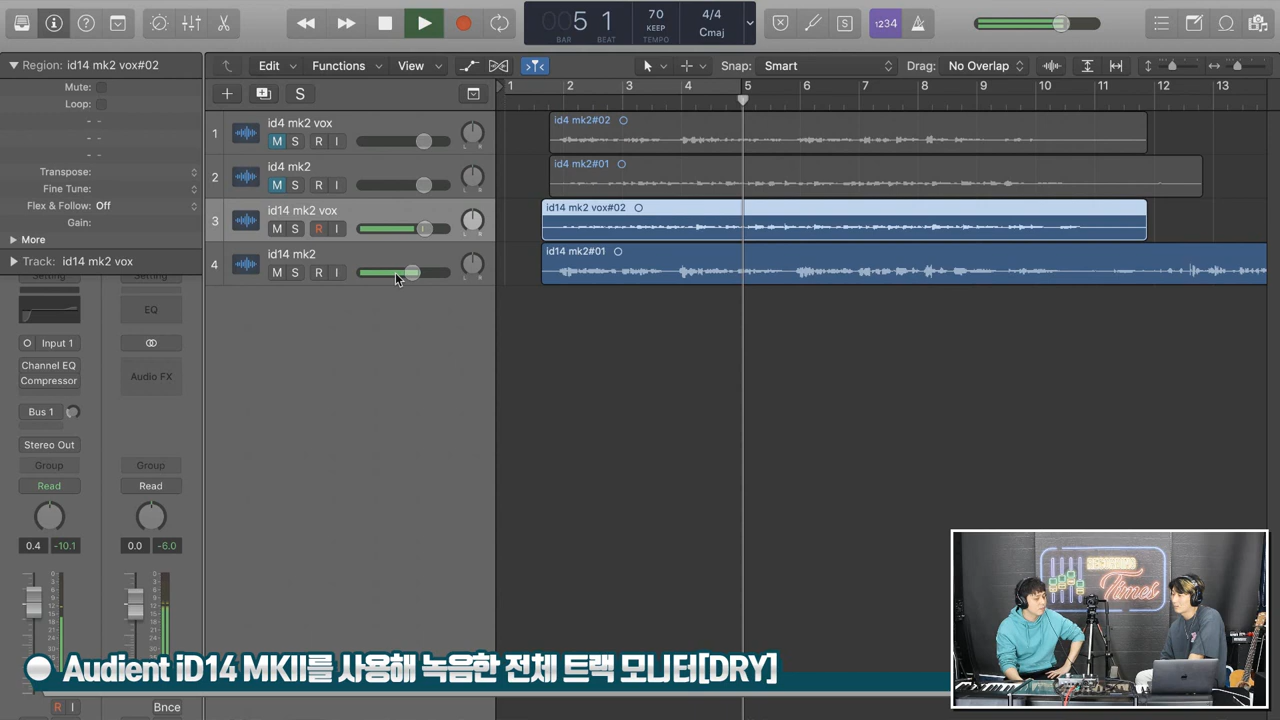 5 1
BAR BEAT
70
KEEP
TEMPO
4/4
Cmaj
S
1234
Region: id14 mk2 vox#02
Mute:
Loop:
Transpose:
Fine Tune:
Flex & Follow: Off
Gain:
More
Track: id14 mk2 vox
Edit Functions View Snap: Smart Drag: No Overlap
S
1 2 3 4 5 6 7 8 9 10 11 12 13
1 id4 mk2 vox
M S R I
id4 mk2#02
2 id4 mk2
M S R I
id4 mk2#01
3 id14 mk2 vox
M S R I
id14 mk2 vox#02
4 id14 mk2
M S R I
id14 mk2#01
Setting Setting
EQ
Input 1
Channel EQ
Compressor
Audio FX
Bus 1
Stereo Out
Group Group
Read Read
0.4 -10.1 0.0 -6.0
R I Bnce
RECORDING
Times
Audient iD14 MKII를 사용해 녹음한 전체 트랙 모니터[DRY]